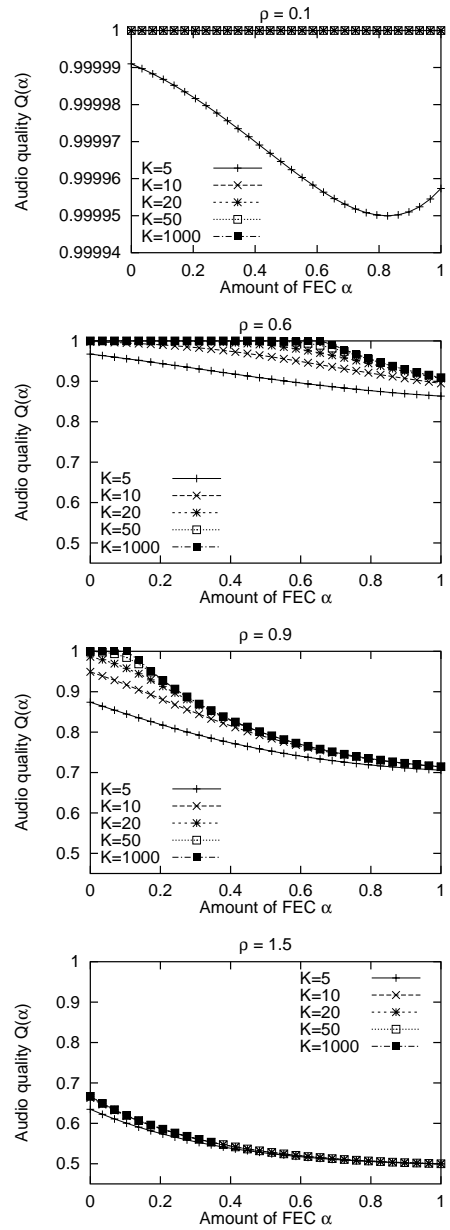 ρ = 0.1
Audio quality Q(α)
1
0.99999
0.99998
0.99997
0.99996
0.99995
0.99994
K=5
K=10
K=20
K=50
K=1000
0 0.2 0.4 0.6 0.8 1
Amount of FEC α
ρ = 0.6
Audio quality Q(α)
1
0.9
0.8
0.7
0.6
0.5
K=5
K=10
K=20
K=50
K=1000
0 0.2 0.4 0.6 0.8 1
Amount of FEC α
ρ = 0.9
Audio quality Q(α)
1
0.9
0.8
0.7
0.6
0.5
K=5
K=10
K=20
K=50
K=1000
0 0.2 0.4 0.6 0.8 1
Amount of FEC α
ρ = 1.5
Audio quality Q(α)
1
0.9
0.8
0.7
0.6
0.5
K=5
K=10
K=20
K=50
K=1000
0 0.2 0.4 0.6 0.8 1
Amount of FEC α